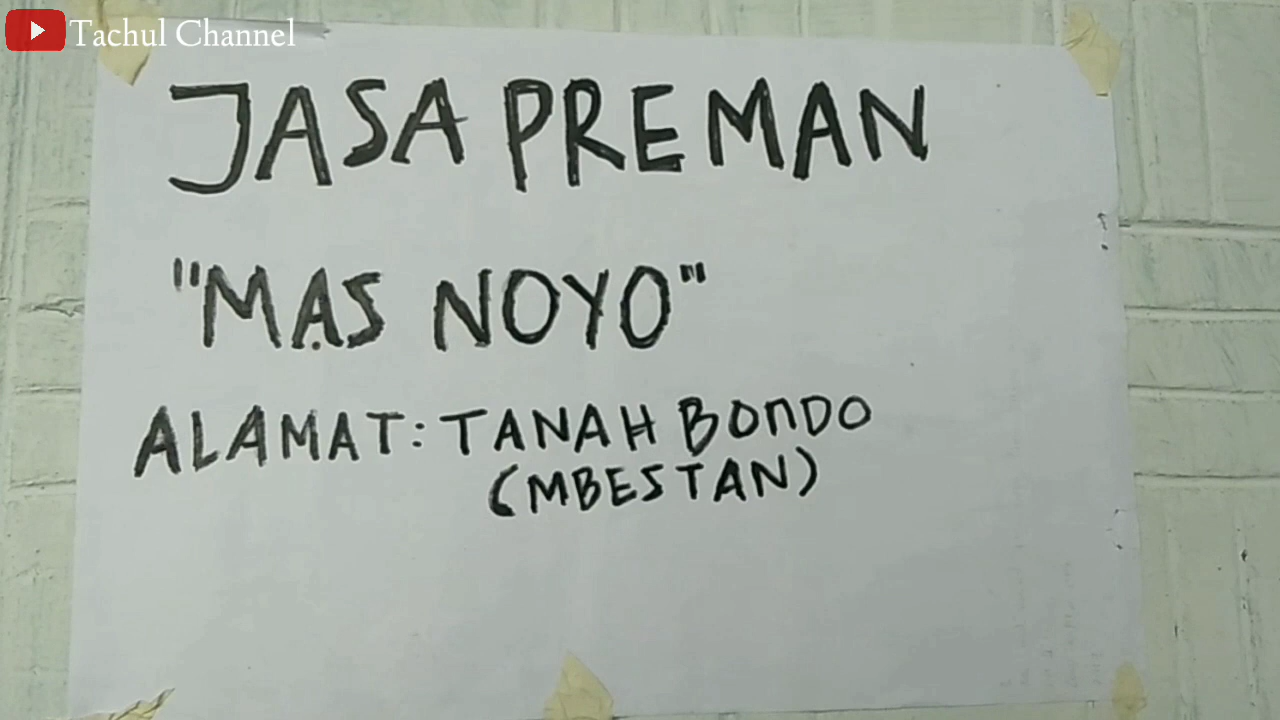 Tachul Channel
JASA PREMAN
"MAS NOYO"
ALAMAT: TANAH BONDO
(MBESTAN)